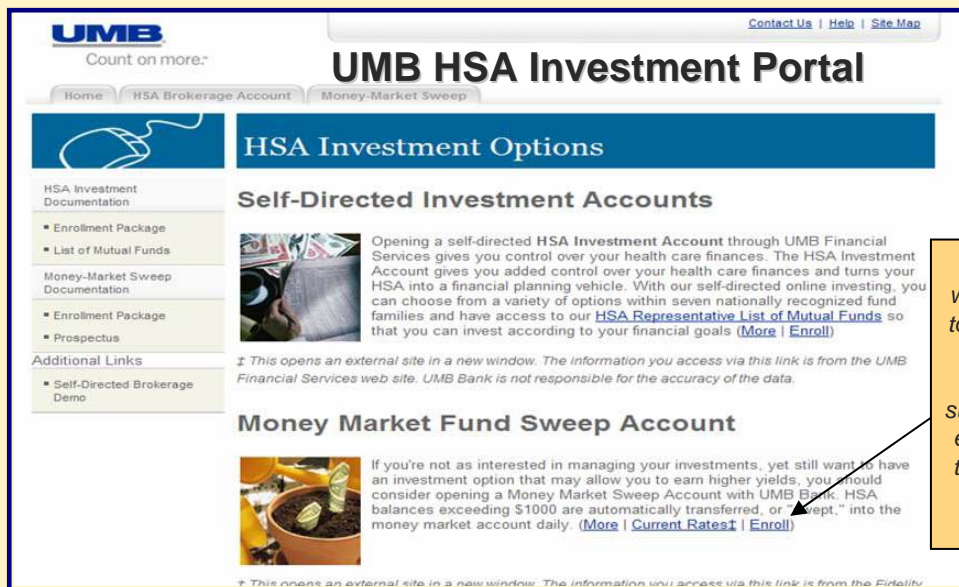 Contact Us | Help | Site Map
UMB
Count on more.™
UMB HSA Investment Portal
Home
HSA Brokerage Account
Money-Market Sweep
HSA Investment Options
HSA Investment
Documentation
Enrollment Package
List of Mutual Funds
Money-Market Sweep
Documentation
Enrollment Package
Prospectus
Additional Links
Self-Directed Brokerage
Demo
Self-Directed Investment Accounts
Opening a self-directed HSA Investment Account through UMB Financial
Services gives you control over your health care finances. The HSA Investment
Account gives you added control over your health care finances and turns your
HSA into a financial planning vehicle. With our self-directed online investing, you
can choose from a variety of options within seven nationally recognized fund
families and have access to our HSA Representative List of Mutual Funds so
that you can invest according to your financial goals (More | Enroll)
‡ This opens an external site in a new window. The information you access via this link is from the UMB
Financial Services web site. UMB Bank is not responsible for the accuracy of the data.
Money Market Fund Sweep Account
If you're not as interested in managing your investments, yet still want to have
an investment option that may allow you to earn higher yields, you should
consider opening a Money Market Sweep Account with UMB Bank. HSA
balances exceeding $1000 are automatically transferred, or "swept," into the
money market account daily. (More | Current Rates‡ | Enroll)
‡ This opens an external site in a new window. The information you access via this link is from the Fidelity